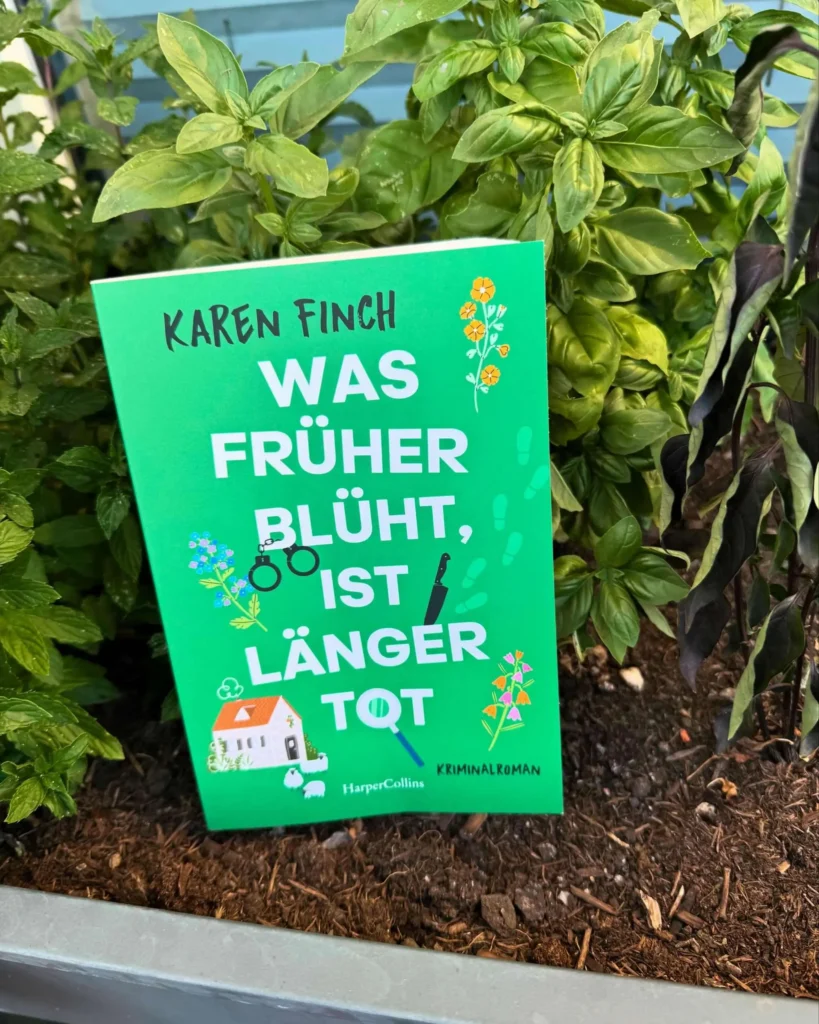 KAREN FINCH
WAS
FRÜHER
BLÜHT,
IST
LÄNGER
TOT
KRIMINALROMAN
HarperCollins